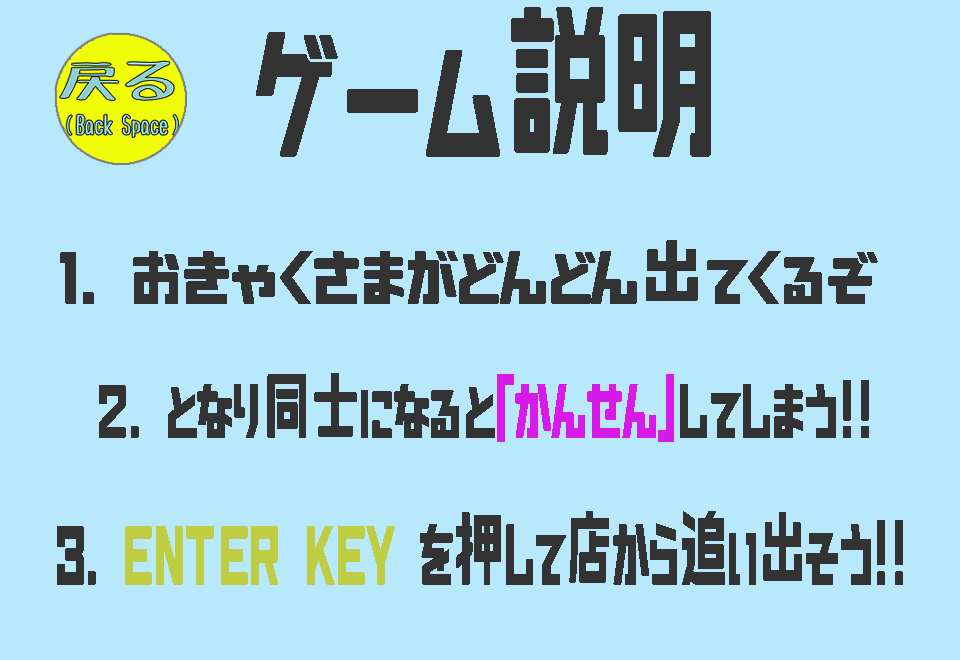 ゲーム説明
戻る
(Back Space)
1. おきゃくさまがどんどん出てくるぞ
2. となり同士になると「かんせん」してしまう!!
3. ENTER KEY を押して店から追い出そう!!